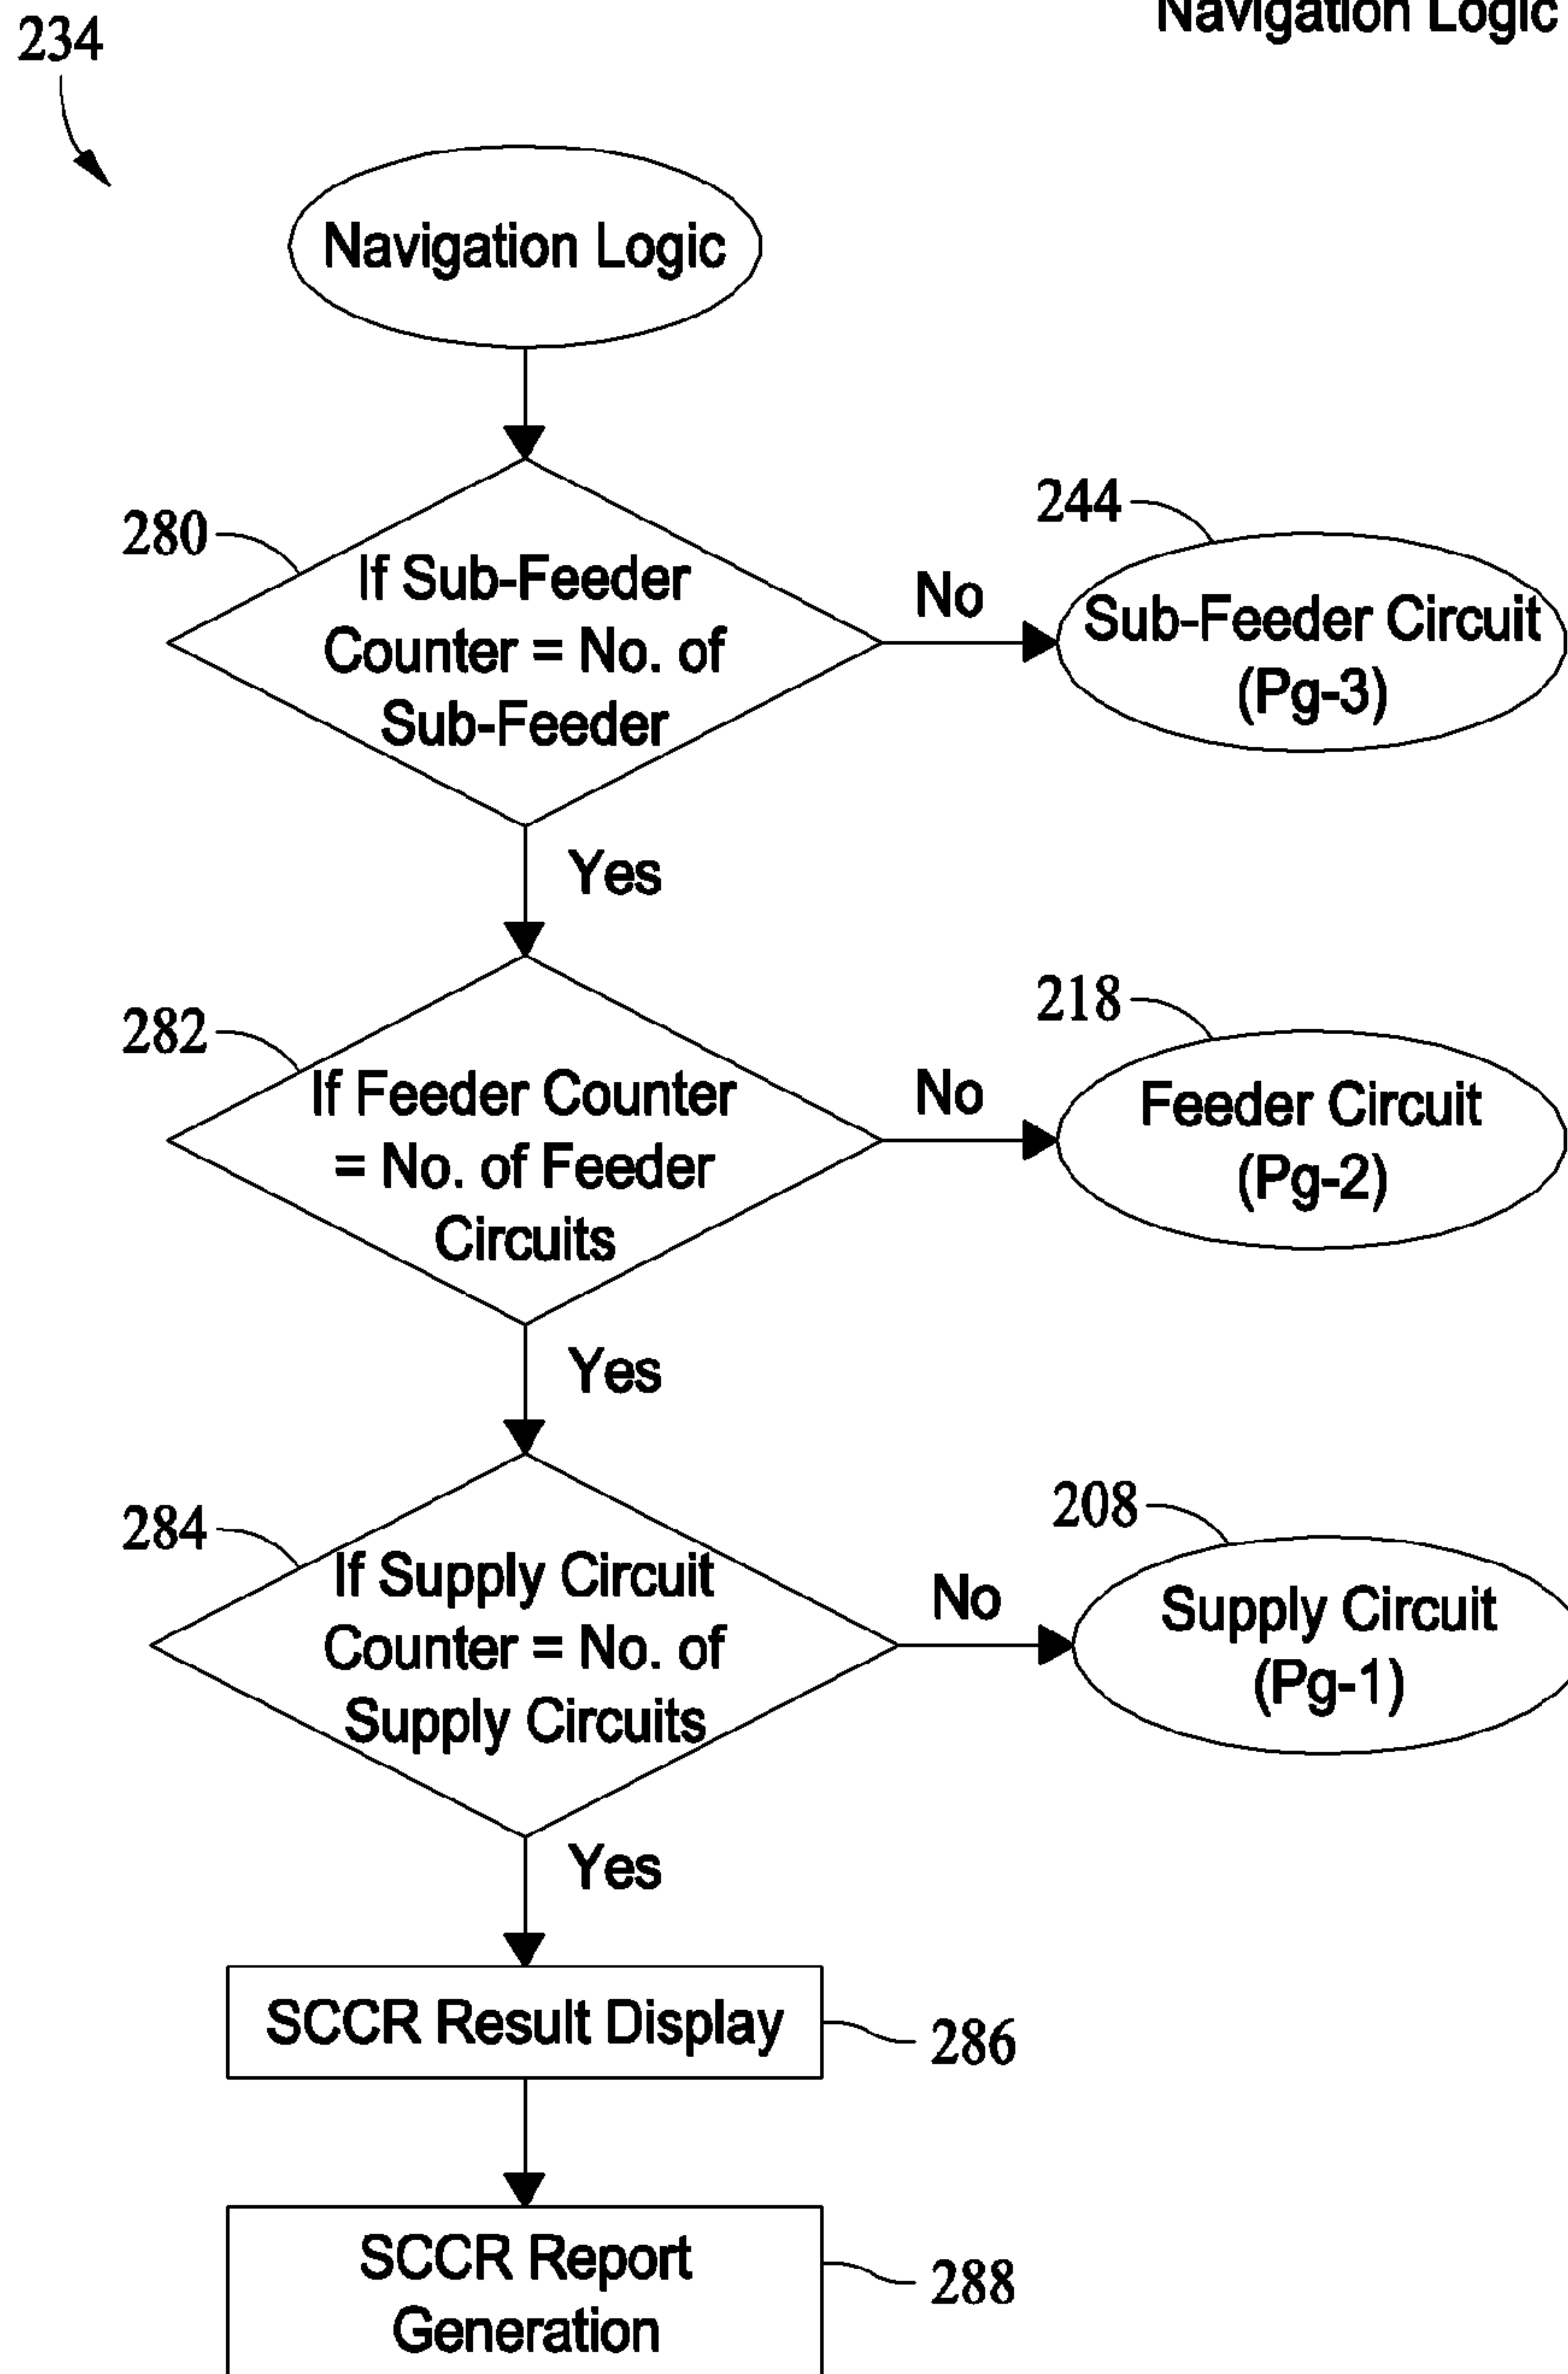 Navigation Logic
234
Navigation Logic
280
If Sub-Feeder
Counter = No. of
Sub-Feeder
No
244
Sub-Feeder Circuit
(Pg-3)
Yes
282
If Feeder Counter
= No. of Feeder
Circuits
No
218
Feeder Circuit
(Pg-2)
Yes
284
If Supply Circuit
Counter = No. of
Supply Circuits
No
208
Supply Circuit
(Pg-1)
Yes
SCCR Result Display
286
SCCR Report
Generation
288